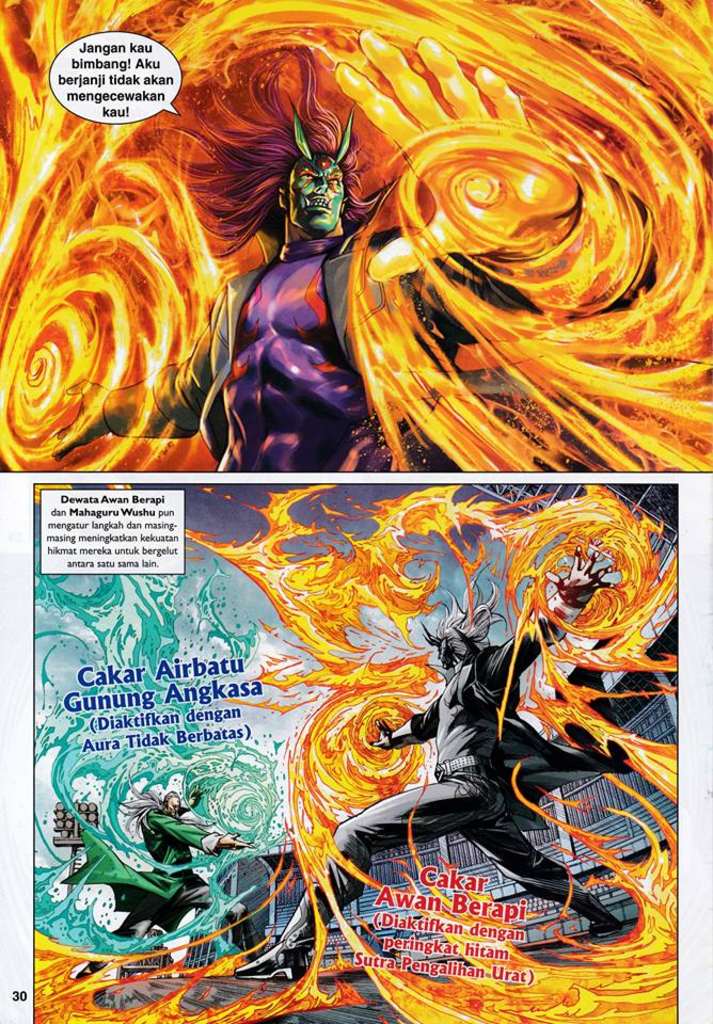 Jangan kau
bimbang! Aku
berjanji tidak akan
mengecewakan
kau!
Dewata Awan Berapi
dan Mahaguru Wushu pun
mengatur langkah dan masing-
masing meningkatkan kekuatan
hikmat mereka untuk bergelut
antara satu sama lain.
Cakar Airbatu
Gunung Angkasa
(Diaktifkan dengan
Aura Tidak Berbatas)
Cakar
Awan Berapi
(Diaktifkan dengan
peringkat hitam
Sutra Pengalihan Urat)
30